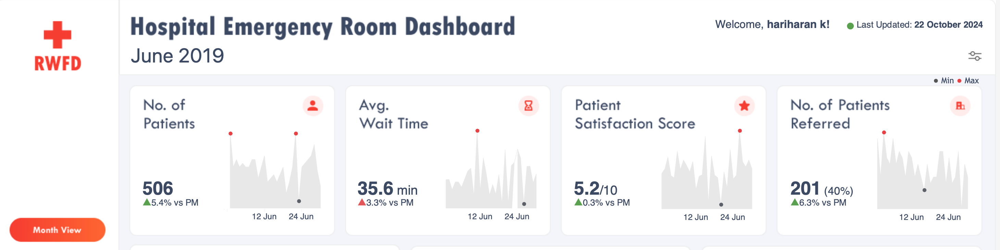 RWFD
Month View
Hospital Emergency Room Dashboard
June 2019
Welcome, hariharan k!
Last Updated: 22 October 2024
Min Max
No. of
Patients
506
5.4% vs PM
12 Jun 24 Jun
Avg.
Wait Time
35.6 min
3.3% vs PM
12 Jun 24 Jun
Patient
Satisfaction Score
5.2/10
0.3% vs PM
12 Jun 24 Jun
No. of Patients
Referred
201 (40%)
6.3% vs PM
12 Jun 24 Jun